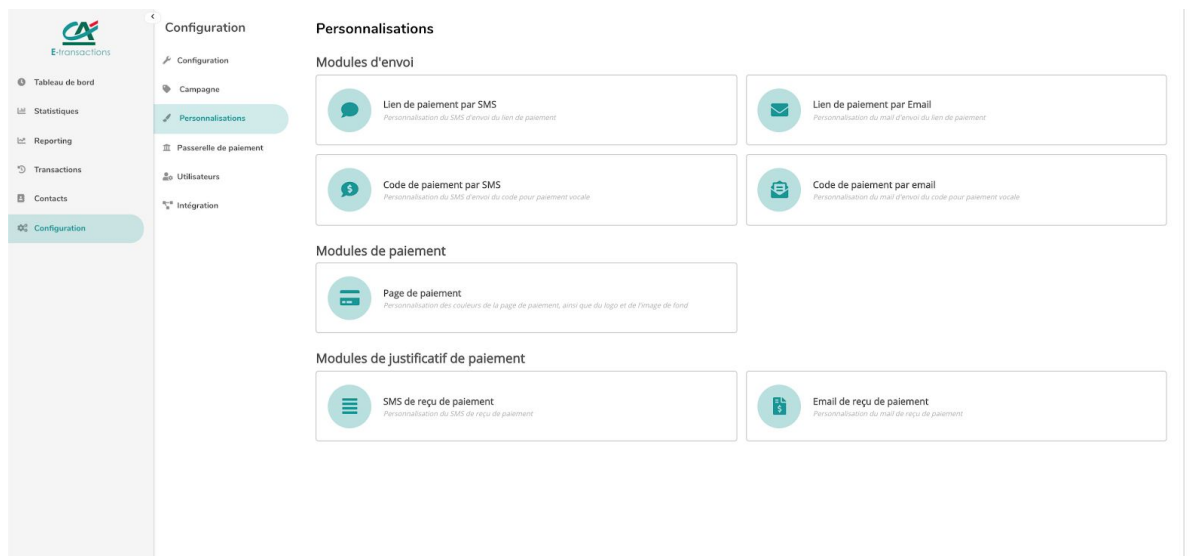 E-transactions
Tableau de bord
Statistiques
Reporting
Transactions
Contacts
Configuration
Configuration
Configuration
Campagne
Personnalisations
Passerelle de paiement
Utilisateurs
Intégration
Personnalisations
Modules d'envoi
Lien de paiement par SMS
Personnalisation du SMS d'envoi du lien de paiement
Lien de paiement par Email
Personnalisation du mail d'envoi du lien de paiement
Code de paiement par SMS
Personnalisation du SMS d'envoi du code pour paiement vocale
Code de paiement par email
Personnalisation du mail d'envoi du code pour paiement vocale
Modules de paiement
Page de paiement
Personnalisation des couleurs de la page de paiement, ainsi que du logo et de l'image de fond
Modules de justificatif de paiement
SMS de reçu de paiement
Personnalisation du SMS de reçu de paiement
Email de reçu de paiement
Personnalisation du mail de reçu de paiement